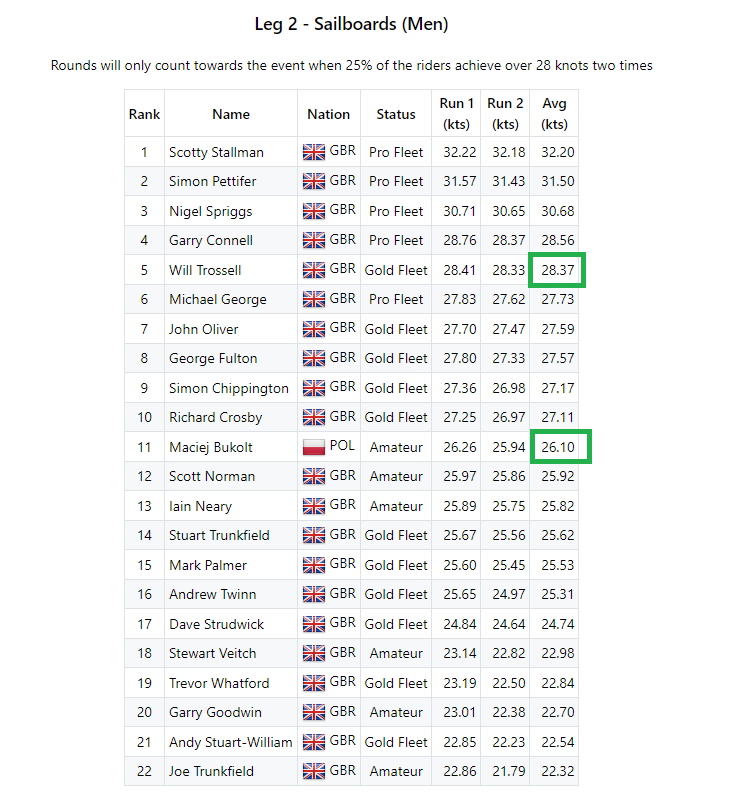 Leg 2 - Sailboards (Men)
Rounds will only count towards the event when 25% of the riders achieve over 28 knots two times
Rank Name Nation Status Run 1 (kts) Run 2 (kts) Avg (kts)
1 Scotty Stallman GBR Pro Fleet 32.22 32.18 32.20
2 Simon Pettifer GBR Pro Fleet 31.57 31.43 31.50
3 Nigel Spriggs GBR Pro Fleet 30.71 30.65 30.68
4 Garry Connell GBR Pro Fleet 28.76 28.37 28.56
5 Will Trossell GBR Gold Fleet 28.41 28.33 28.37
6 Michael George GBR Pro Fleet 27.83 27.62 27.73
7 John Oliver GBR Gold Fleet 27.70 27.47 27.59
8 George Fulton GBR Gold Fleet 27.80 27.33 27.57
9 Simon Chippington GBR Gold Fleet 27.36 26.98 27.17
10 Richard Crosby GBR Gold Fleet 27.25 26.97 27.11
11 Maciej Bukolt POL Amateur 26.26 25.94 26.10
12 Scott Norman GBR Amateur 25.97 25.86 25.92
13 Iain Neary GBR Amateur 25.89 25.75 25.82
14 Stuart Trunkfield GBR Gold Fleet 25.67 25.56 25.62
15 Mark Palmer GBR Gold Fleet 25.60 25.45 25.53
16 Andrew Twinn GBR Gold Fleet 25.65 24.97 25.31
17 Dave Strudwick GBR Gold Fleet 24.84 24.64 24.74
18 Stewart Veitch GBR Amateur 23.14 22.82 22.98
19 Trevor Whatford GBR Gold Fleet 23.19 22.50 22.84
20 Garry Goodwin GBR Amateur 23.01 22.38 22.70
21 Andy Stuart-William GBR Gold Fleet 22.85 22.23 22.54
22 Joe Trunkfield GBR Amateur 22.86 21.79 22.32